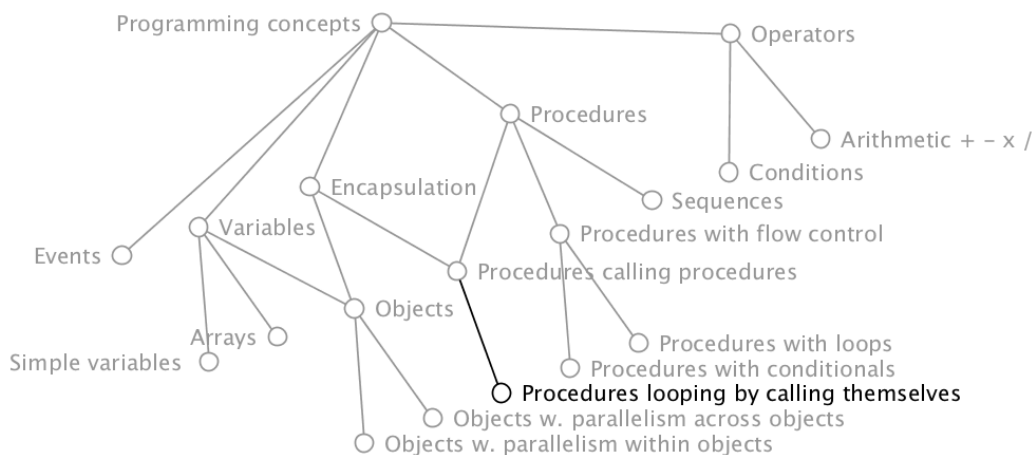 Programming concepts
Operators
Procedures
Arithmetic + – x /
Conditions
Encapsulation
Sequences
Variables
Procedures with flow control
Events
Procedures calling procedures
Objects
Arrays
Procedures with loops
Simple variables
Procedures with conditionals
Procedures looping by calling themselves
Objects w. parallelism across objects
Objects w. parallelism within objects